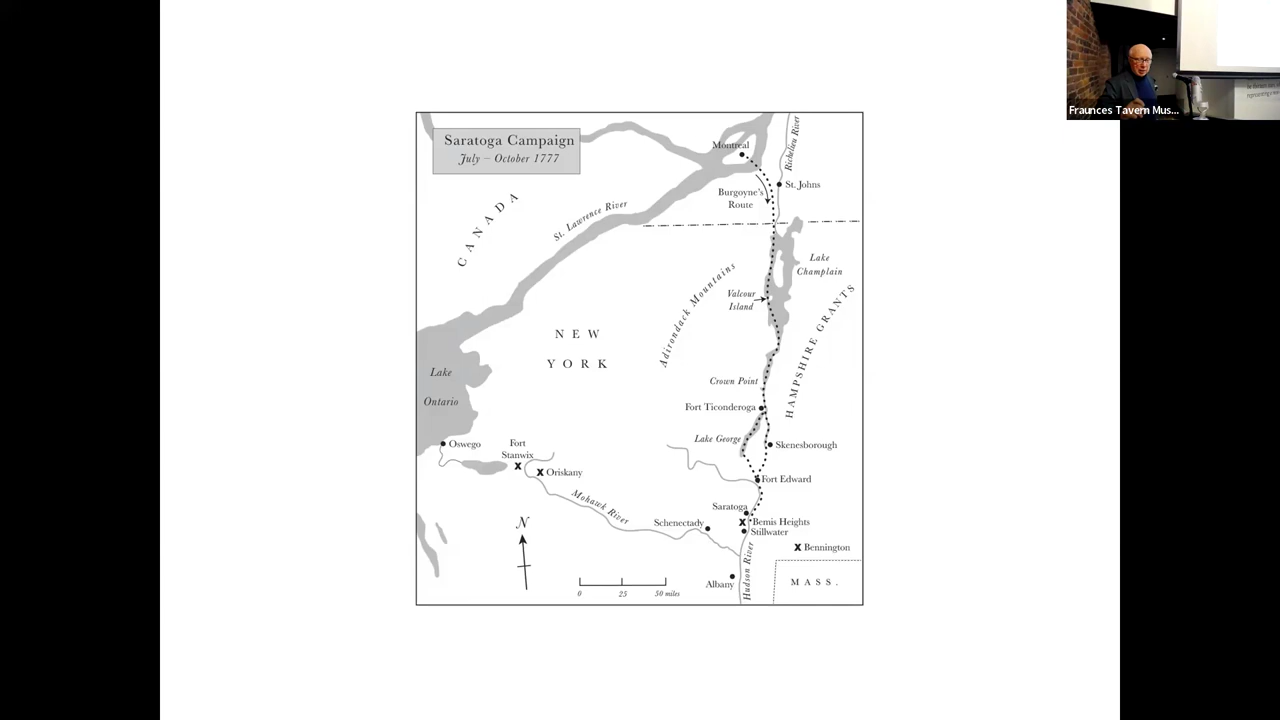 Fraunces Tavern Mus...
Saratoga Campaign
July – October 1777
Montreal
Richelieu River
St. Johns
Burgoyne's
Route
CANADA
St. Lawrence River
Lake
Champlain
Adirondack Mountains
Valcour
Island
HAMPSHIRE GRANTS
NEW
YORK
Lake
Ontario
Crown Point
Fort Ticonderoga
Lake George
Skenesborough
Oswego
Fort
Stanwix
X
X Oriskany
Fort Edward
Mohawk River
Saratoga
Schenectady
X Bemis Heights
Stillwater
X Bennington
N
Hudson River
Albany
MASS.
0 25 50 miles